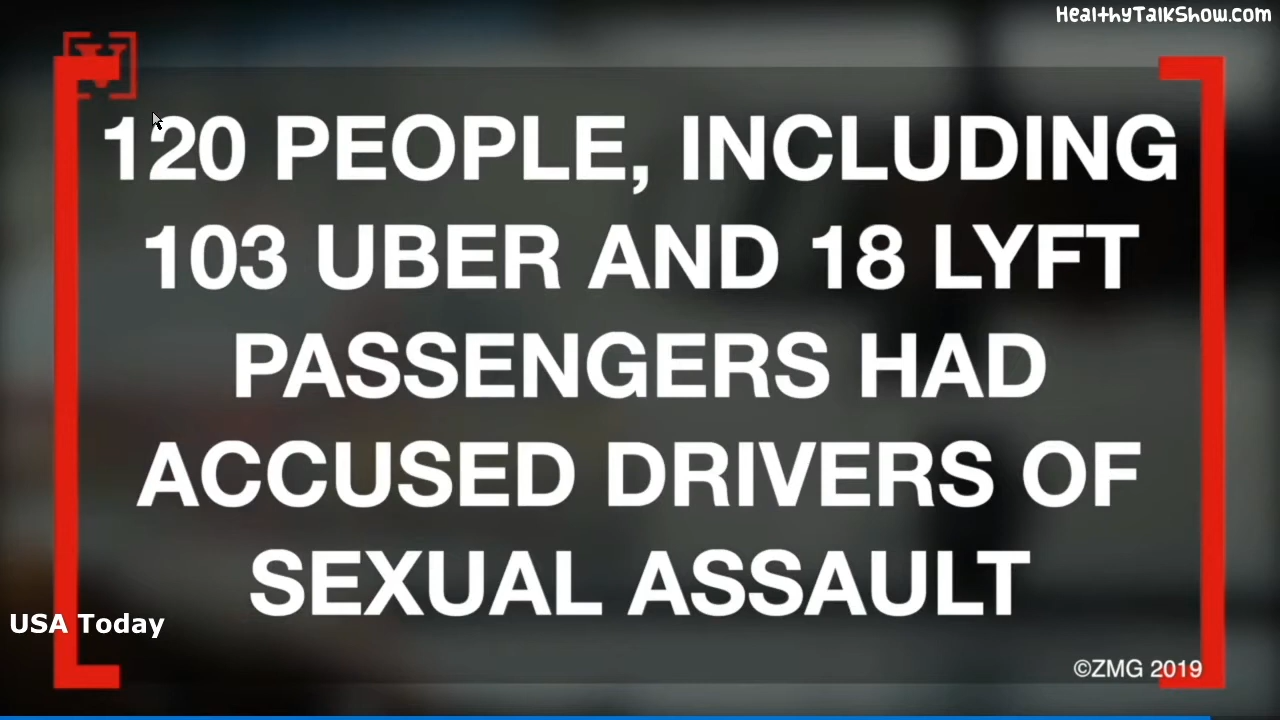 HealthyTalkShow.com
120 PEOPLE, INCLUDING
103 UBER AND 18 LYFT
PASSENGERS HAD
ACCUSED DRIVERS OF
SEXUAL ASSAULT
USA Today
©ZMG 2019